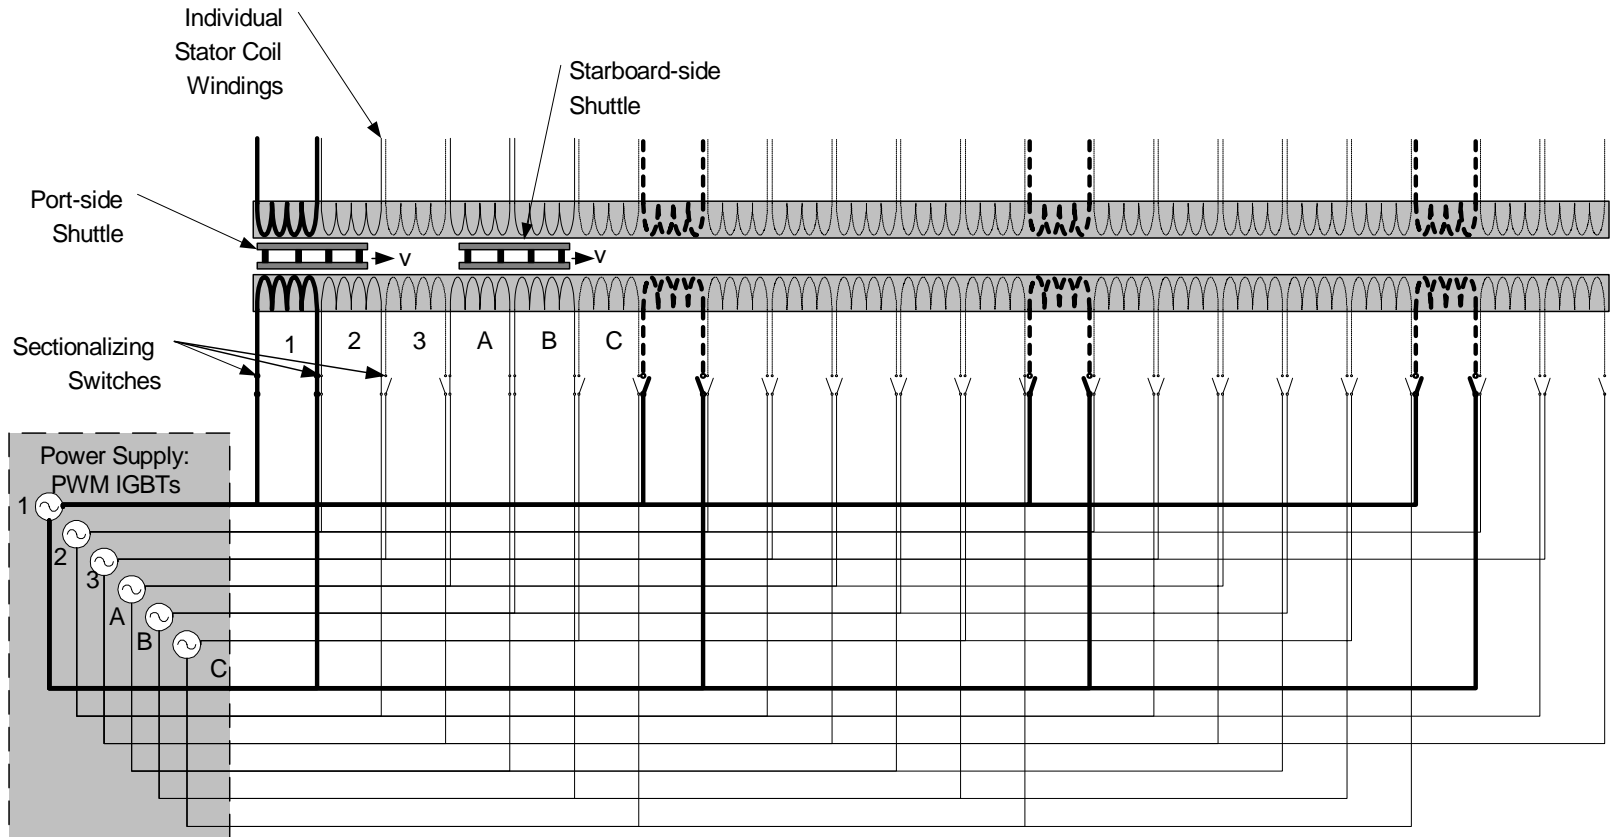 Individual
Stator Coil
Windings
Starboard-side
Shuttle
Port-side
Shuttle
v
v
1 2 3 A B C
Sectionalizing
Switches
Power Supply:
PWM IGBTs
1
2
3
A
B
C